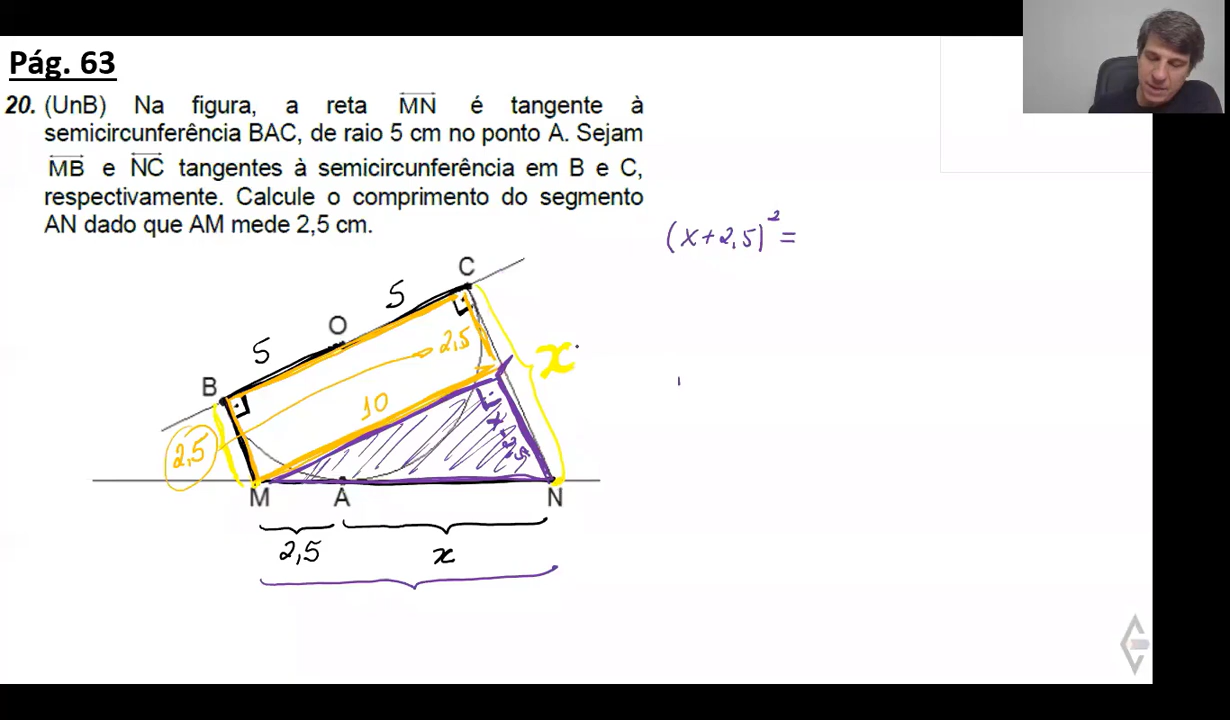 Pág. 63
20. (UnB) Na figura, a reta MN é tangente à
semicircunferência BAC, de raio 5 cm no ponto A. Sejam
MB e NC tangentes à semicircunferência em B e C,
respectivamente. Calcule o comprimento do segmento
AN dado que AM mede 2,5 cm.
(x+2,5)² =
C
5
O
5
2,5
x
B
10
2,5
x-2,5
M A N
2,5 x